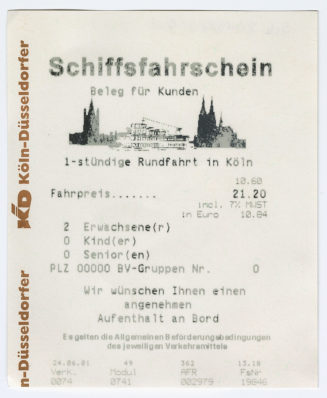 Schiffsfahrschein
Beleg für Kunden
1-stündige Rundfahrt in Köln
10.60
Fahrpreis....... 21.20
incl. 7% MWST
in Euro 10.84
2 Erwachsene(r)
0 Kind(er)
0 Senior(en)
PLZ 00000 BV-Gruppen Nr. 0
Wir wünschen Ihnen einen
angenehmen
Aufenthalt an Bord
Es gelten die Allgemeinen Beförderungsbedingungen
des jeweiligen Verkehrsmittels
24.06.01 49 362 13.18
Verk. Modul AFR FsNr
0074 0741 002979 19646
KD Köln-Düsseldorfer
n-Düsseldorfer